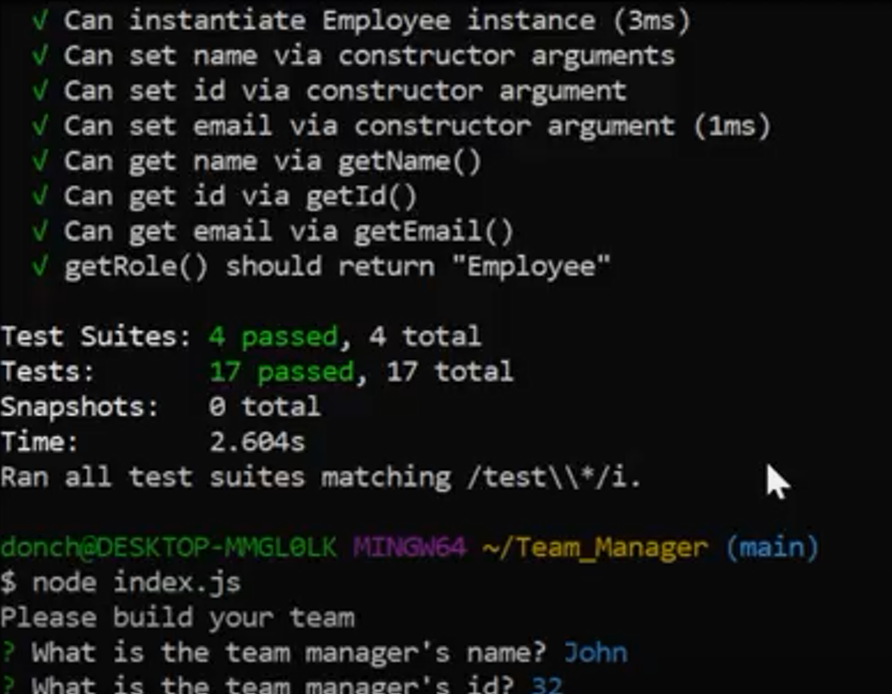 √ Can instantiate Employee instance (3ms)
√ Can set name via constructor arguments
√ Can set id via constructor argument
√ Can set email via constructor argument (1ms)
√ Can get name via getName()
√ Can get id via getId()
√ Can get email via getEmail()
√ getRole() should return "Employee"
Test Suites: 4 passed, 4 total
Tests: 17 passed, 17 total
Snapshots: 0 total
Time: 2.604s
Ran all test suites matching /test\\*/i.
donch@DESKTOP-MMGL0LK MINGW64 ~/Team_Manager (main)
$ node index.js
Please build your team
? What is the team manager's name? John
? What is the team manager's id? 32